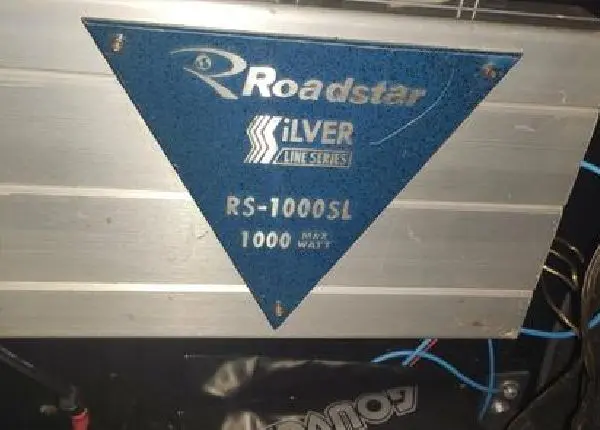 Roadstar
SiLVER
LINE SERIES
RS-1000SL
1000 MAX
WATT